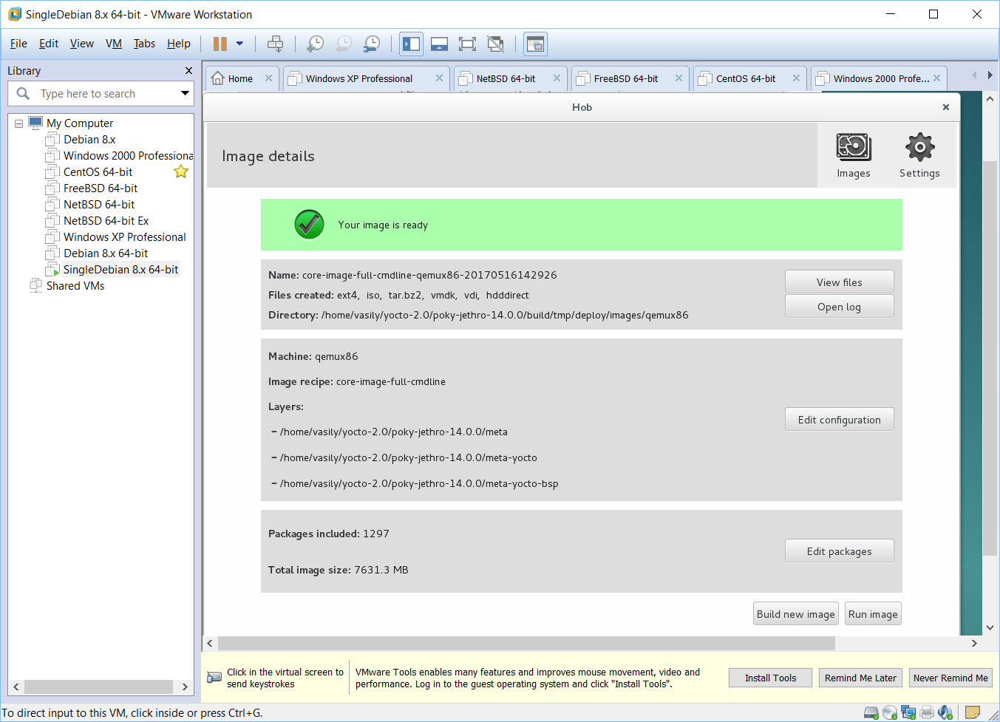 SingleDebian 8.x 64-bit - VMware Workstation
File Edit View VM Tabs Help
Library
Type here to search
My Computer
Debian 8.x
Windows 2000 Professiona
CentOS 64-bit
FreeBSD 64-bit
NetBSD 64-bit
NetBSD 64-bit Ex
Windows XP Professional
Debian 8.x 64-bit
SingleDebian 8.x 64-bit
Shared VMs
Home Windows XP Professional NetBSD 64-bit FreeBSD 64-bit CentOS 64-bit Windows 2000 Profe...
Hob
Image details
Images Settings
Your image is ready
Name: core-image-full-cmdline-qemux86-20170516142926
Files created: ext4, iso, tar.bz2, vmdk, vdi, hdddirect
Directory: /home/vasily/yocto-2.0/poky-jethro-14.0.0/build/tmp/deploy/images/qemux86
View files
Open log
Machine: qemux86
Image recipe: core-image-full-cmdline
Layers:
- /home/vasily/yocto-2.0/poky-jethro-14.0.0/meta
- /home/vasily/yocto-2.0/poky-jethro-14.0.0/meta-yocto
- /home/vasily/yocto-2.0/poky-jethro-14.0.0/meta-yocto-bsp
Edit configuration
Packages included: 1297
Total image size: 7631.3 MB
Edit packages
Build new image Run image
Click in the virtual screen to
send keystrokes
VMware Tools enables many features and improves mouse movement, video and
performance. Log in to the guest operating system and click "Install Tools".
Install Tools Remind Me Later Never Remind Me
To direct input to this VM, click inside or press Ctrl+G.